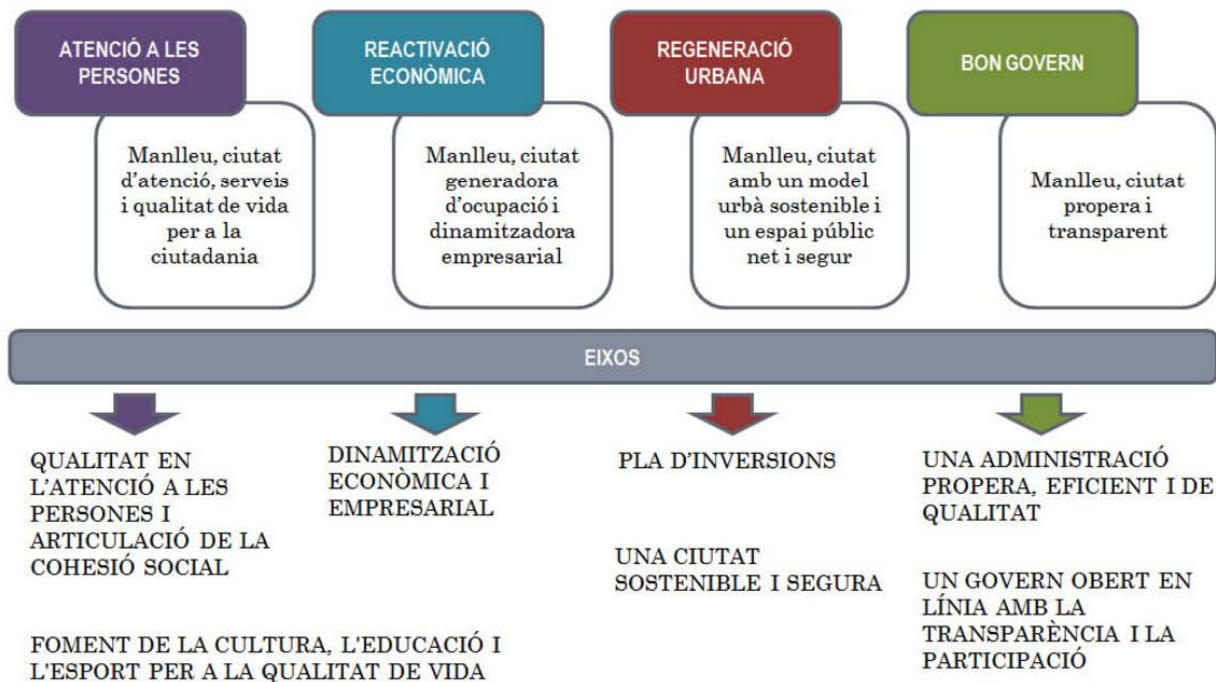 ATENCIÓ A LES
PERSONES
Manlleu, ciutat
d'atenció, serveis
i qualitat de vida
per a la
ciutadania
REACTIVACIÓ
ECONÒMICA
Manlleu, ciutat
generadora
d'ocupació i
dinamitzadora
empresarial
REGENERACIÓ
URBANA
Manlleu, ciutat
amb un model
urbà sostenible i
un espai públic
net i segur
BON GOVERN
Manlleu, ciutat
propera i
transparent
EIXOS
QUALITAT EN
L'ATENCIÓ A LES
PERSONES I
ARTICULACIÓ DE LA
COHESIÓ SOCIAL
FOMENT DE LA CULTURA, L'EDUCACIÓ I
L'ESPORT PER A LA QUALITAT DE VIDA
DINAMITZACIÓ
ECONÒMICA I
EMPRESARIAL
PLA D'INVERSIONS
UNA CIUTAT
SOSTENIBLE I SEGURA
UNA ADMINISTRACIÓ
PROPERA, EFICIENT I DE
QUALITAT
UN GOVERN OBERT EN
LÍNIA AMB LA
TRANSPARÈNCIA I LA
PARTICIPACIÓ